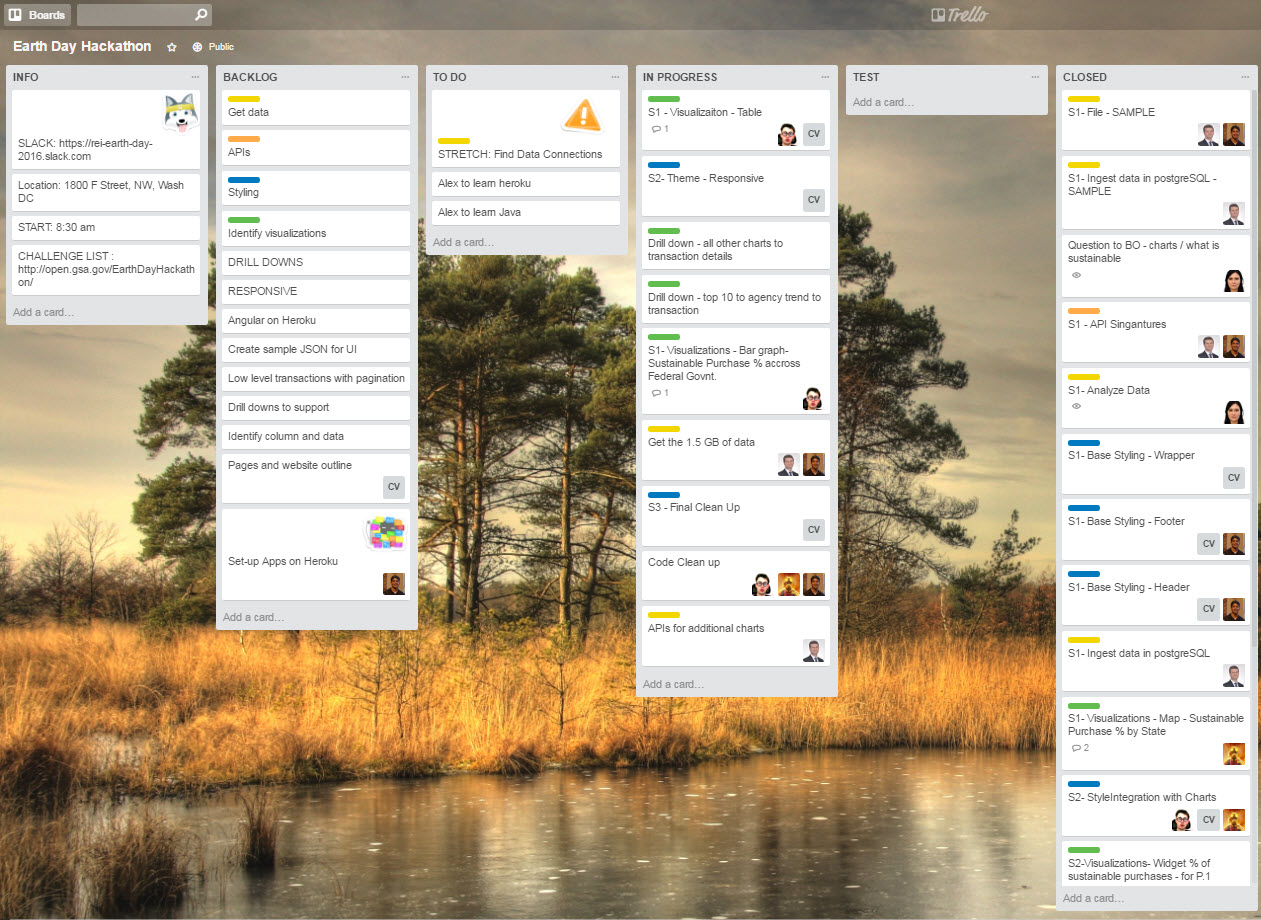 Boards
Trello
Earth Day Hackathon
Public
INFO
SLACK: https://rei-earth-day-
2016.slack.com
Location: 1800 F Street, NW, Wash
DC
START: 8:30 am
CHALLENGE LIST :
http://open.gsa.gov/EarthDayHackath
on/
Add a card…
BACKLOG
Get data
APIs
Styling
Identify visualizations
DRILL DOWNS
RESPONSIVE
Angular on Heroku
Create sample JSON for UI
Low level transactions with pagination
Drill downs to support
Identify column and data
Pages and website outline
CV
Set-up Apps on Heroku
Add a card…
TO DO
STRETCH: Find Data Connections
Alex to learn heroku
Alex to learn Java
Add a card…
IN PROGRESS
S1 - Visualizaiton - Table
1
CV
S2- Theme - Responsive
CV
Drill down - all other charts to
transaction details
Drill down - top 10 to agency trend to
transaction
S1- Visualizations - Bar graph-
Sustainable Purchase % accross
Federal Govnt.
1
Get the 1.5 GB of data
S3 - Final Clean Up
CV
Code Clean up
APIs for additional charts
Add a card…
TEST
Add a card…
CLOSED
S1- File - SAMPLE
S1- Ingest data in postgreSQL -
SAMPLE
Question to BO - charts / what is
sustainable
S1 - API Singantures
S1- Analyze Data
S1- Base Styling - Wrapper
CV
S1- Base Styling - Footer
CV
S1- Base Styling - Header
CV
S1- Ingest data in postgreSQL
S1- Visualizations - Map - Sustainable
Purchase % by State
2
S2- StyleIntegration with Charts
CV
S2-Visualizations- Widget % of
sustainable purchases - for P.1
Add a card…